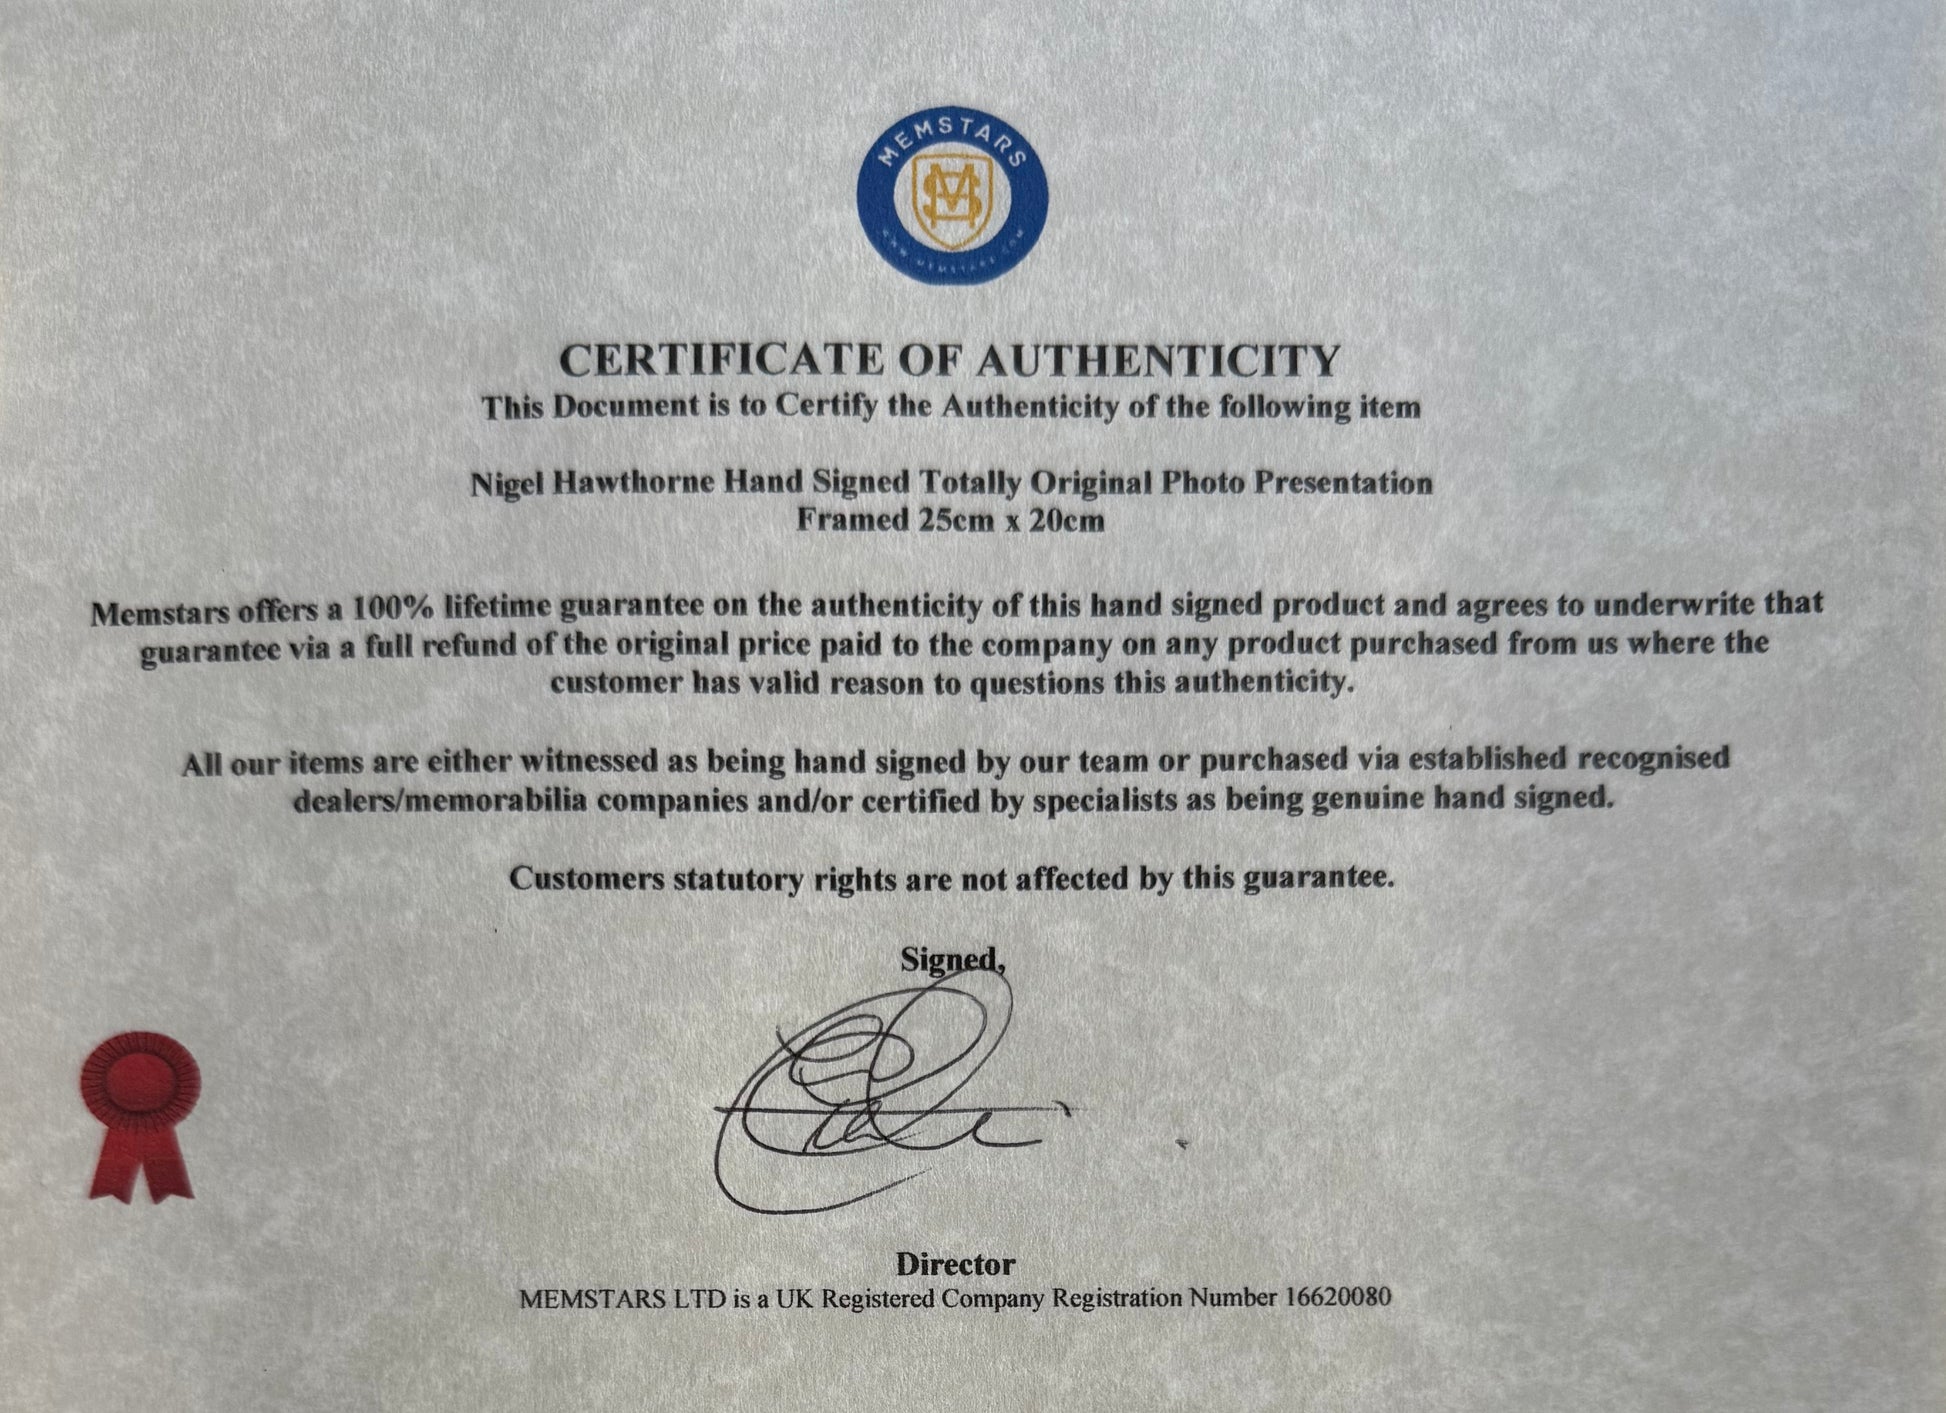 MEMSTARS
MS
WWW.MEMSTARS.COM
CERTIFICATE OF AUTHENTICITY
This Document is to Certify the Authenticity of the following item
Nigel Hawthorne Hand Signed Totally Original Photo Presentation
Framed 25cm x 20cm
Memstars offers a 100% lifetime guarantee on the authenticity of this hand signed product and agrees to underwrite that
guarantee via a full refund of the original price paid to the company on any product purchased from us where the
customer has valid reason to questions this authenticity.
All our items are either witnessed as being hand signed by our team or purchased via established recognised
dealers/memorabilia companies and/or certified by specialists as being genuine hand signed.
Customers statutory rights are not affected by this guarantee.
Signed,
Director
MEMSTARS LTD is a UK Registered Company Registration Number 16620080